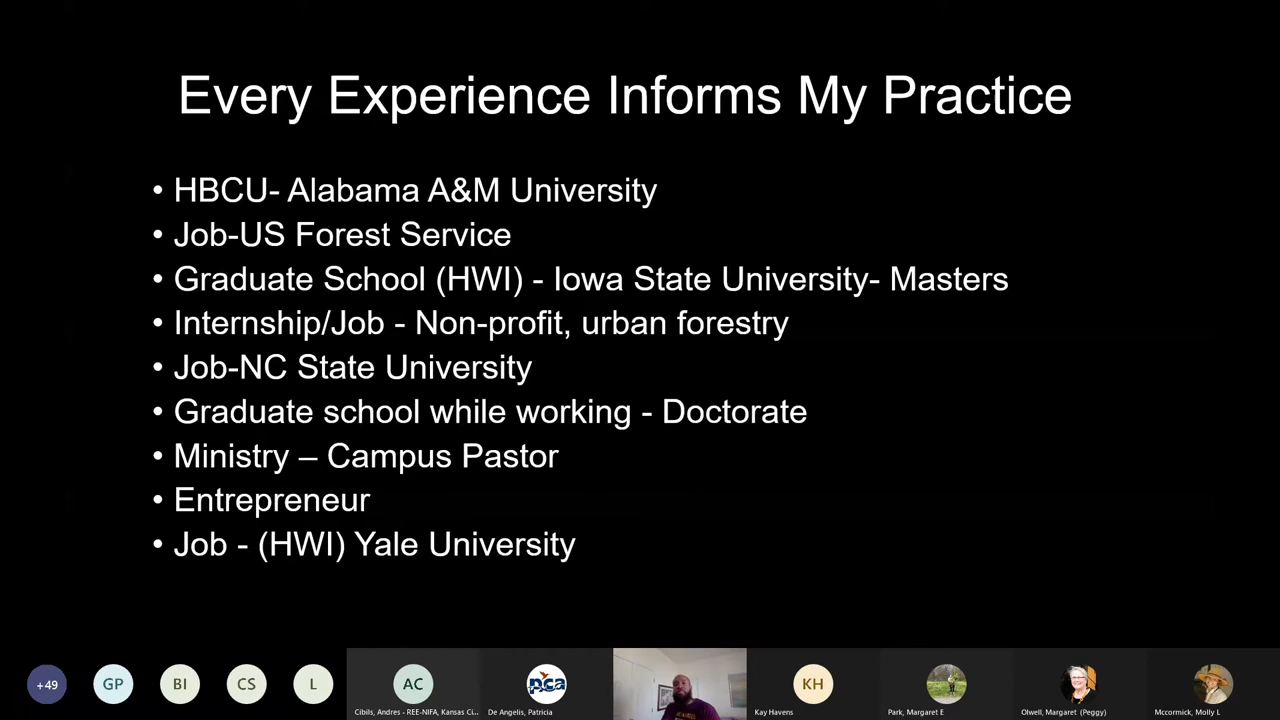 Every Experience Informs My Practice
• HBCU- Alabama A&M University
• Job-US Forest Service
• Graduate School (HWI) - Iowa State University- Masters
• Internship/Job - Non-profit, urban forestry
• Job-NC State University
• Graduate school while working - Doctorate
• Ministry – Campus Pastor
• Entrepreneur
• Job - (HWI) Yale University
+49
GP
BI
CS
L
AC
pca
KH
Cibils, Andres - REE-NIFA, Kansas Ci...
De Angelis, Patricia
Kay Havens
Park, Margaret E
Olwell, Margaret (Peggy)
Mccormick, Molly L